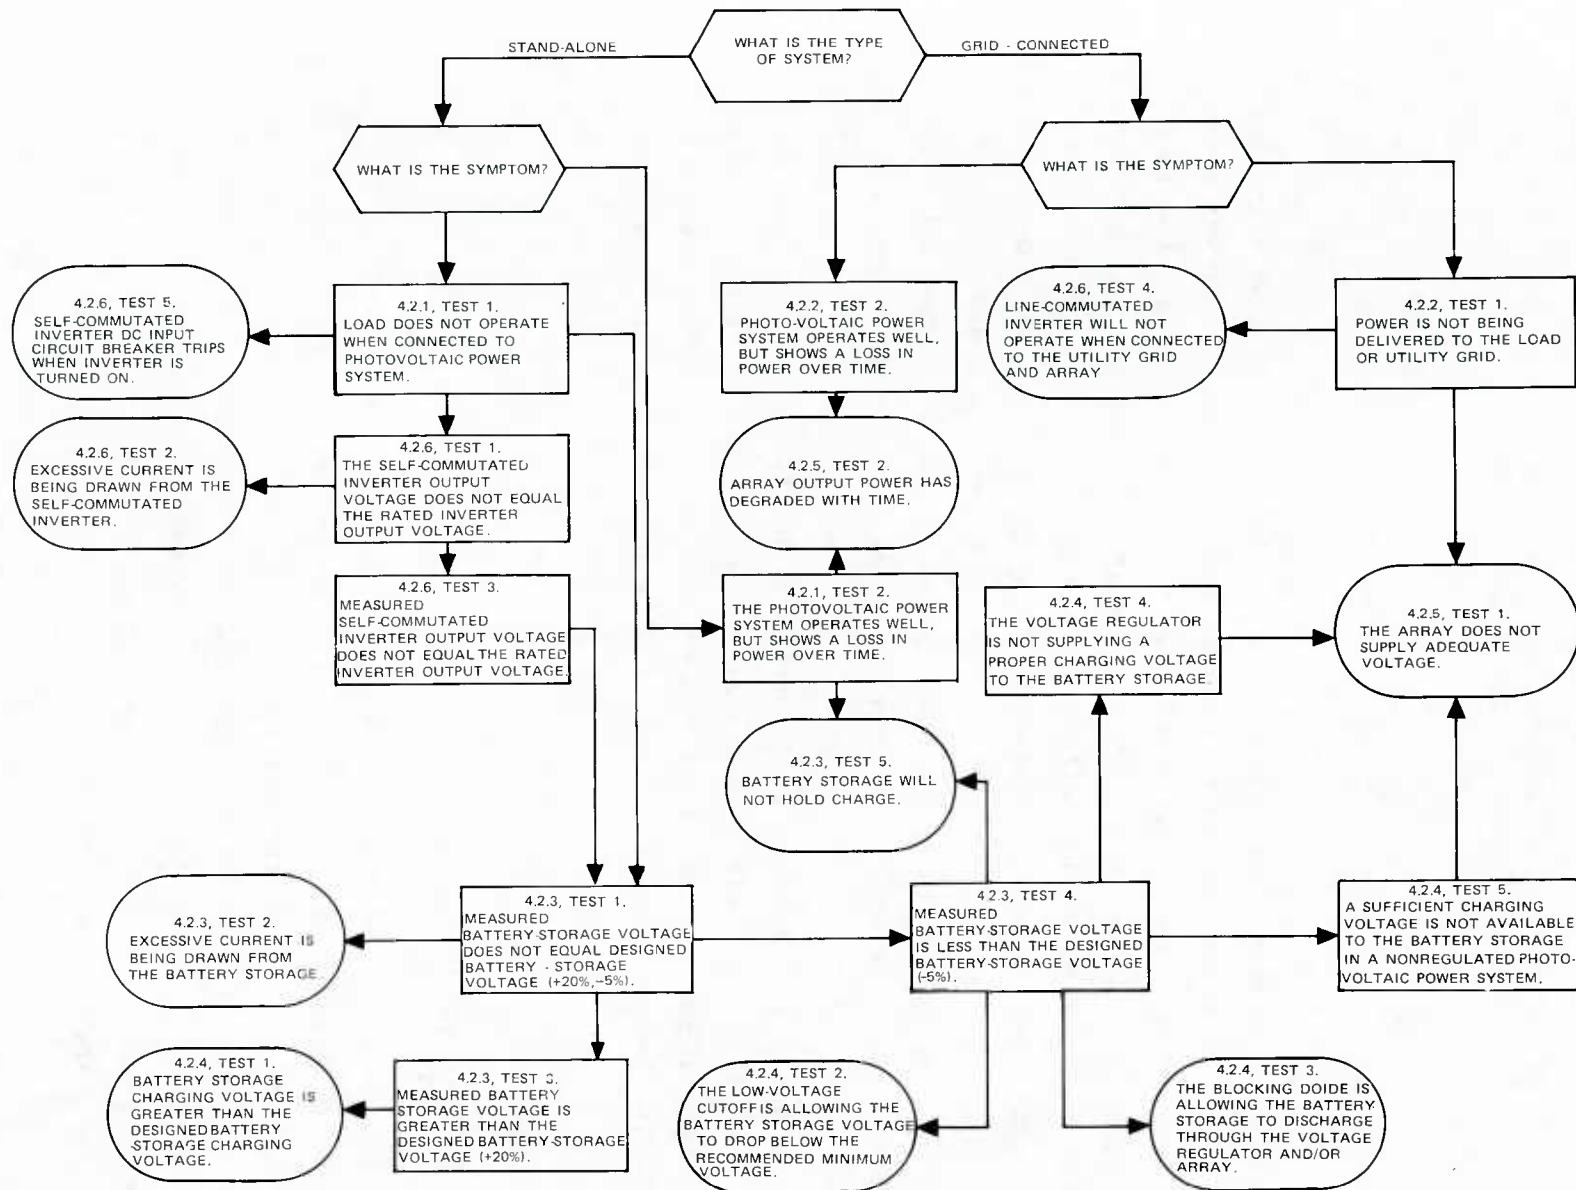 WHAT IS THE TYPE
OF SYSTEM?
STAND-ALONE
GRID - CONNECTED
WHAT IS THE SYMPTOM?
WHAT IS THE SYMPTOM?
4.2.6, TEST 5.
SELF-COMMUTATED
INVERTER DC INPUT
CIRCUIT BREAKER TRIPS
WHEN INVERTER IS
TURNED ON.
4.2.1, TEST 1.
LOAD DOES NOT OPERATE
WHEN CONNECTED TO
PHOTOVOLTAIC POWER
SYSTEM.
4.2.2, TEST 2.
PHOTO-VOLTAIC POWER
SYSTEM OPERATES WELL,
BUT SHOWS A LOSS IN
POWER OVER TIME.
4.2.6, TEST 4.
LINE-COMMUTATED
INVERTER WILL NOT
OPERATE WHEN CONNECTED
TO THE UTILITY GRID
AND ARRAY
4.2.2, TEST 1.
POWER IS NOT BEING
DELIVERED TO THE LOAD
OR UTILITY GRID.
4.2.6, TEST 2.
EXCESSIVE CURRENT IS
BEING DRAWN FROM THE
SELF-COMMUTATED
INVERTER.
4.2.6, TEST 1.
THE SELF-COMMUTATED
INVERTER OUTPUT
VOLTAGE DOES NOT EQUAL
THE RATED INVERTER
OUTPUT VOLTAGE.
4.2.5, TEST 2.
ARRAY OUTPUT POWER HAS
DEGRADED WITH TIME.
4.2.6, TEST 3.
MEASURED
SELF-COMMUTATED
INVERTER OUTPUT VOLTAGE
DOES NOT EQUAL THE RATED
INVERTER OUTPUT VOLTAGE.
4.2.1, TEST 2.
THE PHOTOVOLTAIC POWER
SYSTEM OPERATES WELL,
BUT SHOWS A LOSS IN
POWER OVER TIME.
4.2.4, TEST 4.
THE VOLTAGE REGULATOR
IS NOT SUPPLYING A
PROPER CHARGING VOLTAGE
TO THE BATTERY STORAGE.
4.2.5, TEST 1.
THE ARRAY DOES NOT
SUPPLY ADEQUATE
VOLTAGE.
4.2.3, TEST 5.
BATTERY STORAGE WILL
NOT HOLD CHARGE.
4.2.3, TEST 2.
EXCESSIVE CURRENT IS
BEING DRAWN FROM
THE BATTERY STORAGE
4.2.3, TEST 1.
MEASURED
BATTERY-STORAGE VOLTAGE
DOES NOT EQUAL DESIGNED
BATTERY - STORAGE
VOLTAGE (+20%,-5%).
4.2.3, TEST 4.
MEASURED
BATTERY-STORAGE VOLTAGE
IS LESS THAN THE DESIGNED
BATTERY-STORAGE VOLTAGE
(-5%).
4.2.4, TEST 5.
A SUFFICIENT CHARGING
VOLTAGE IS NOT AVAILABLE
TO THE BATTERY STORAGE
IN A NONREGULATED PHOTO-
VOLTAIC POWER SYSTEM.
4.2.4, TEST 1.
BATTERY STORAGE
CHARGING VOLTAGE IS
GREATER THAN THE
DESIGNED BATTERY
-STORAGE CHARGING
VOLTAGE.
4.2.3, TEST 3.
MEASURED BATTERY
STORAGE VOLTAGE IS
GREATER THAN THE
DESIGNED BATTERY-STORAGE
VOLTAGE (+20%).
4.2.4, TEST 2.
THE LOW-VOLTAGE
CUTOFF IS ALLOWING THE
BATTERY STORAGE VOLTAGE
TO DROP BELOW THE
RECOMMENDED MINIMUM
VOLTAGE.
4.2.4, TEST 3.
THE BLOCKING DOIDE IS
ALLOWING THE BATTERY
STORAGE TO DISCHARGE
THROUGH THE VOLTAGE
REGULATOR AND/OR
ARRAY.